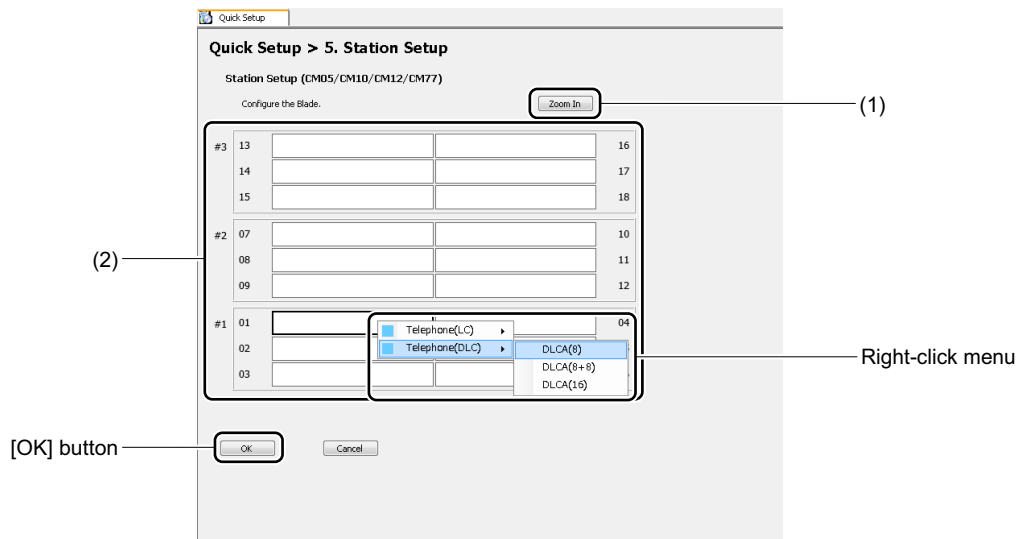 Quick Setup
Quick Setup > 5. Station Setup
Station Setup (CM05/CM10/CM12/CM77)
Configure the Blade.
Zoom In
(1)
#3 13 16
14 17
15 18
(2)
#2 07 10
08 11
09 12
#1 01 04
Telephone(LC)
02 Telephone(DLC) DLCA(8)
Right-click menu
DLCA(8+8)
03
DLCA(16)
[OK] button
OK Cancel